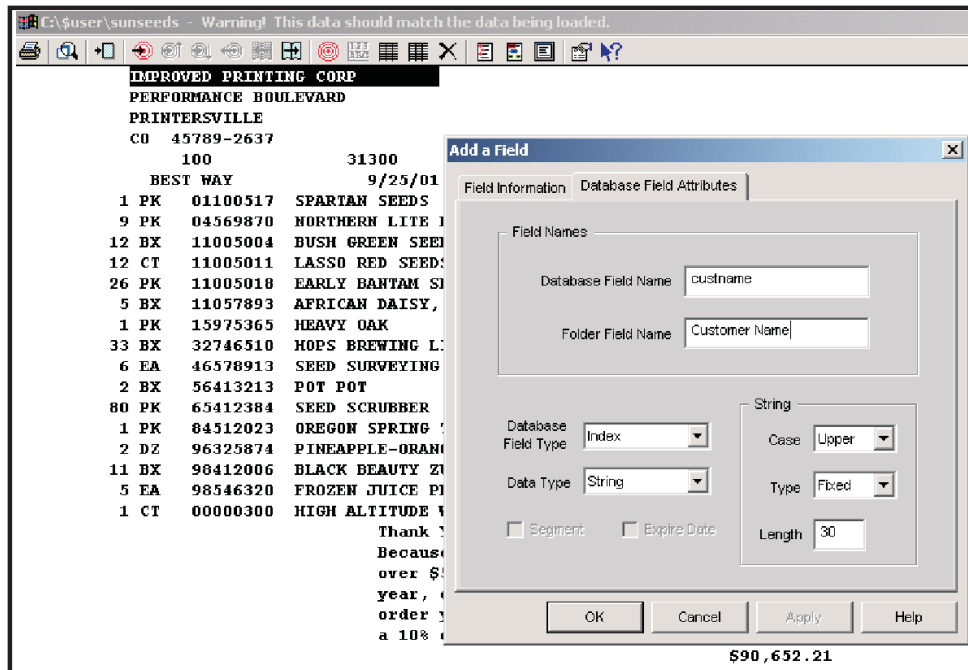 C:\$user\sunseeds - Warning! This data should match the data being loaded.
IMPROVED PRINTING CORP
PERFORMANCE BOULEVARD
PRINTERSVILLE
CO 45789-2637
100 31300
BEST WAY 9/25/01
1 PK 01100517 SPARTAN SEEDS
9 PK 04569870 NORTHERN LITE
12 BX 11005004 BUSH GREEN
12 CT 11005011 LASSO RED SEEDS
26 PK 11005018 EARLY BANTAM
5 BX 11057893 AFRICAN DAISY,
1 PK 15975365 HEAVY OAK
33 BX 32746510 HOPS BREWING
6 EA 46578913 SEED SURVEYING
2 BX 56413213 POT POT
80 PK 65412384 SEED SCRUBBER
1 PK 84512023 OREGON SPRING
2 DZ 96325874 PINEAPPLE-ORAN
11 BX 98412006 BLACK BEAUTY
5 EA 98546320 FROZEN JUICE
1 CT 00000300 HIGH ALTITUDE
Thank
Because
over
year,
order
a 10%
$90,652.21
Add a Field
Field Information Database Field Attributes
Field Names
Database Field Name custname
Folder Field Name Customer Name
Database Field Type Index
Data Type String
Segment Expire Date
String
Case Upper
Type Fixed
Length 30
OK Cancel Apply Help